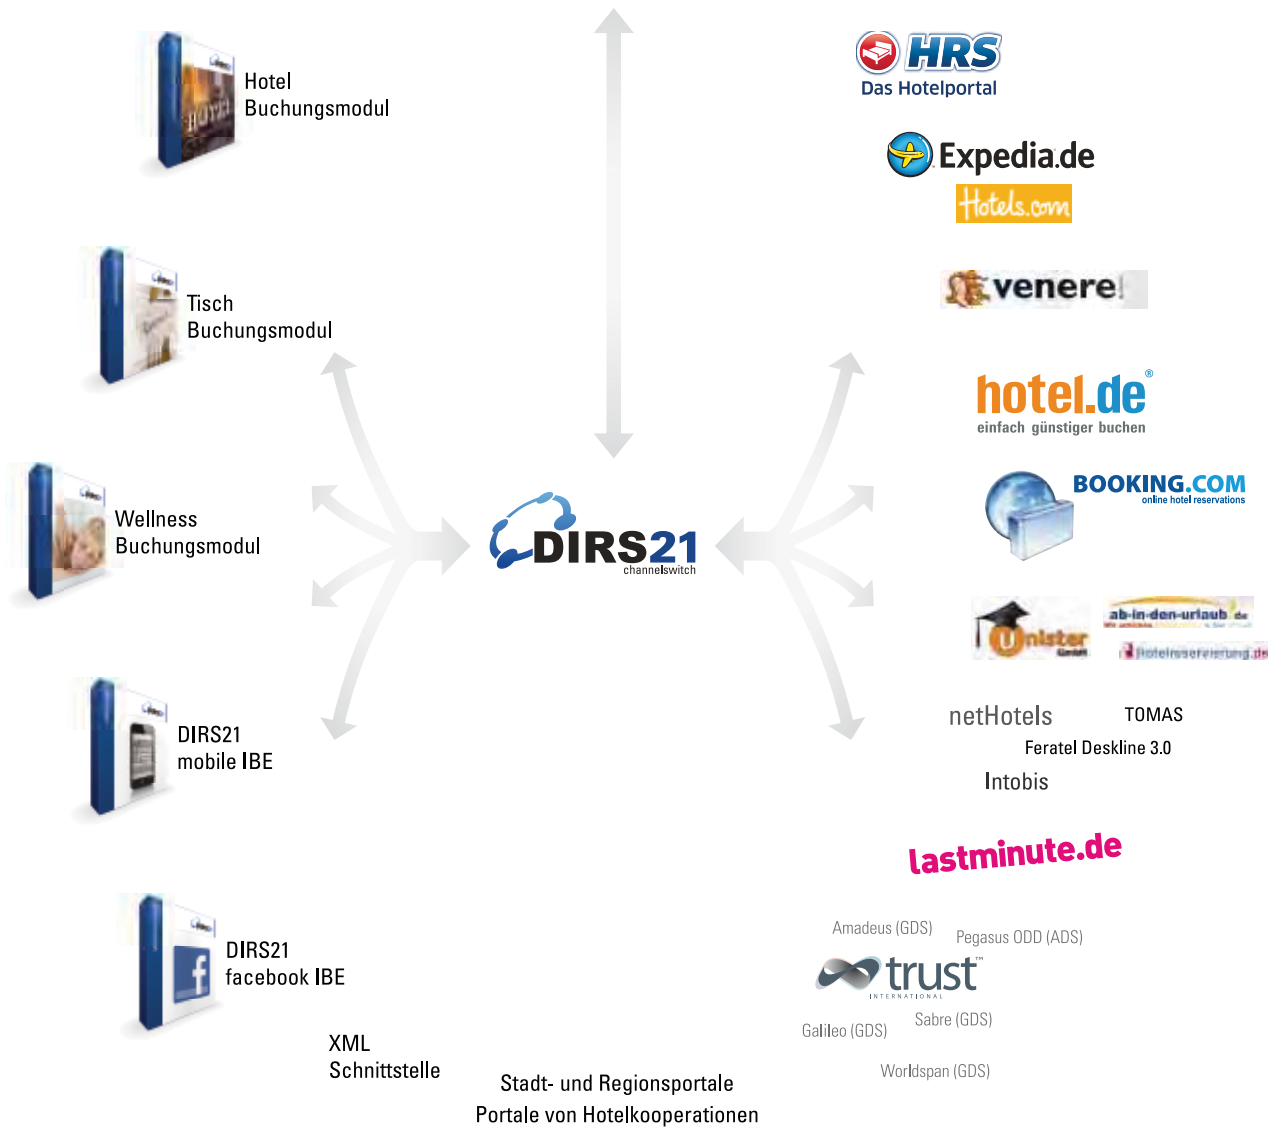 Hotel
Buchungsmodul
Tisch
Buchungsmodul
Wellness
Buchungsmodul
DIRS21
mobile IBE
DIRS21
facebook IBE
XML
Schnittstelle
DIRS21
channelswitch
Stadt- und Regionsportale
Portale von Hotelkooperationen
HRS
Das Hotelportal
Expedia.de
Hotels.com
venere
hotel.de®
einfach günstiger buchen
BOOKING.COM
online hotel reservations
Unister
GmbH
ab-in-den-urlaub.de
Hotelreservierung.de
netHotels
TOMAS
Feratel Deskline 3.0
Intobis
lastminute.de
Amadeus (GDS)
Pegasus ODD (ADS)
trust™
INTERNATIONAL
Sabre (GDS)
Galileo (GDS)
Worldspan (GDS)